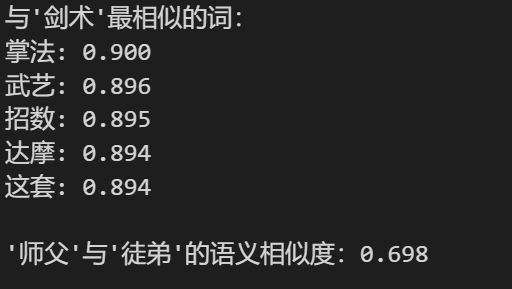 与'剑术'最相似的词：
掌法: 0.900
武艺: 0.896
招数: 0.895
达摩: 0.894
这套: 0.894
'师父'与'徒弟'的语义相似度：0.698